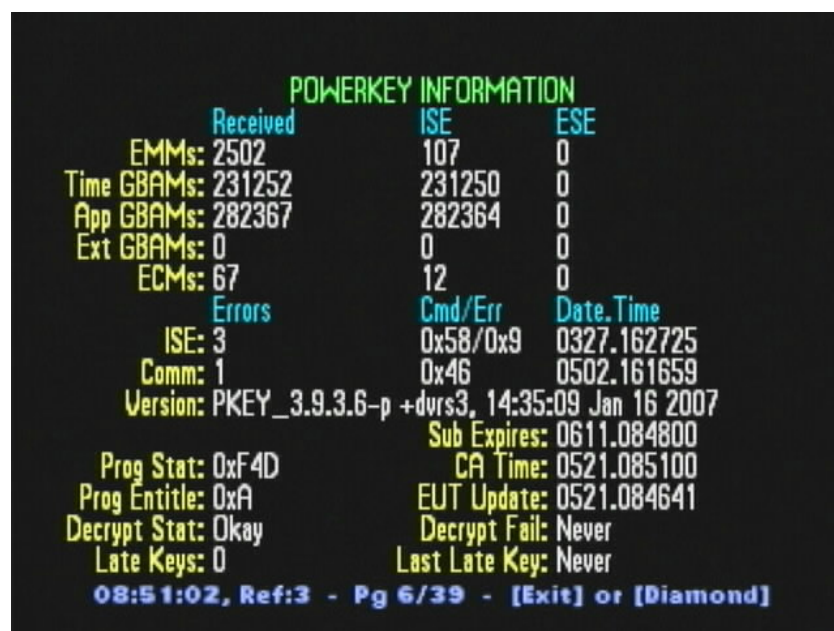 POWERKEY INFORMATION
Received ISE ESE
EMMs: 2502 107 0
Time GBAMs: 231252 231250 0
App GBAMs: 282367 282364 0
Ext GBAMs: 0 0 0
ECMs: 67 12 0
Errors Cmd/Err Date.Time
ISE: 3 0x58/0x9 0327.162725
Comm: 1 0x46 0502.161659
Version: PKEY_3.9.3.6-p +dvrs3, 14:35:09 Jan 16 2007
Sub Expires: 0611.084800
Prog Stat: 0xF4D CA Time: 0521.085100
Prog Entitle: 0xA EUT Update: 0521.084641
Decrypt Stat: Okay Decrypt Fail: Never
Late Keys: 0 Last Late Key: Never
08:51:02, Ref:3 - Pg 6/39 - [Exit] or [Diamond]